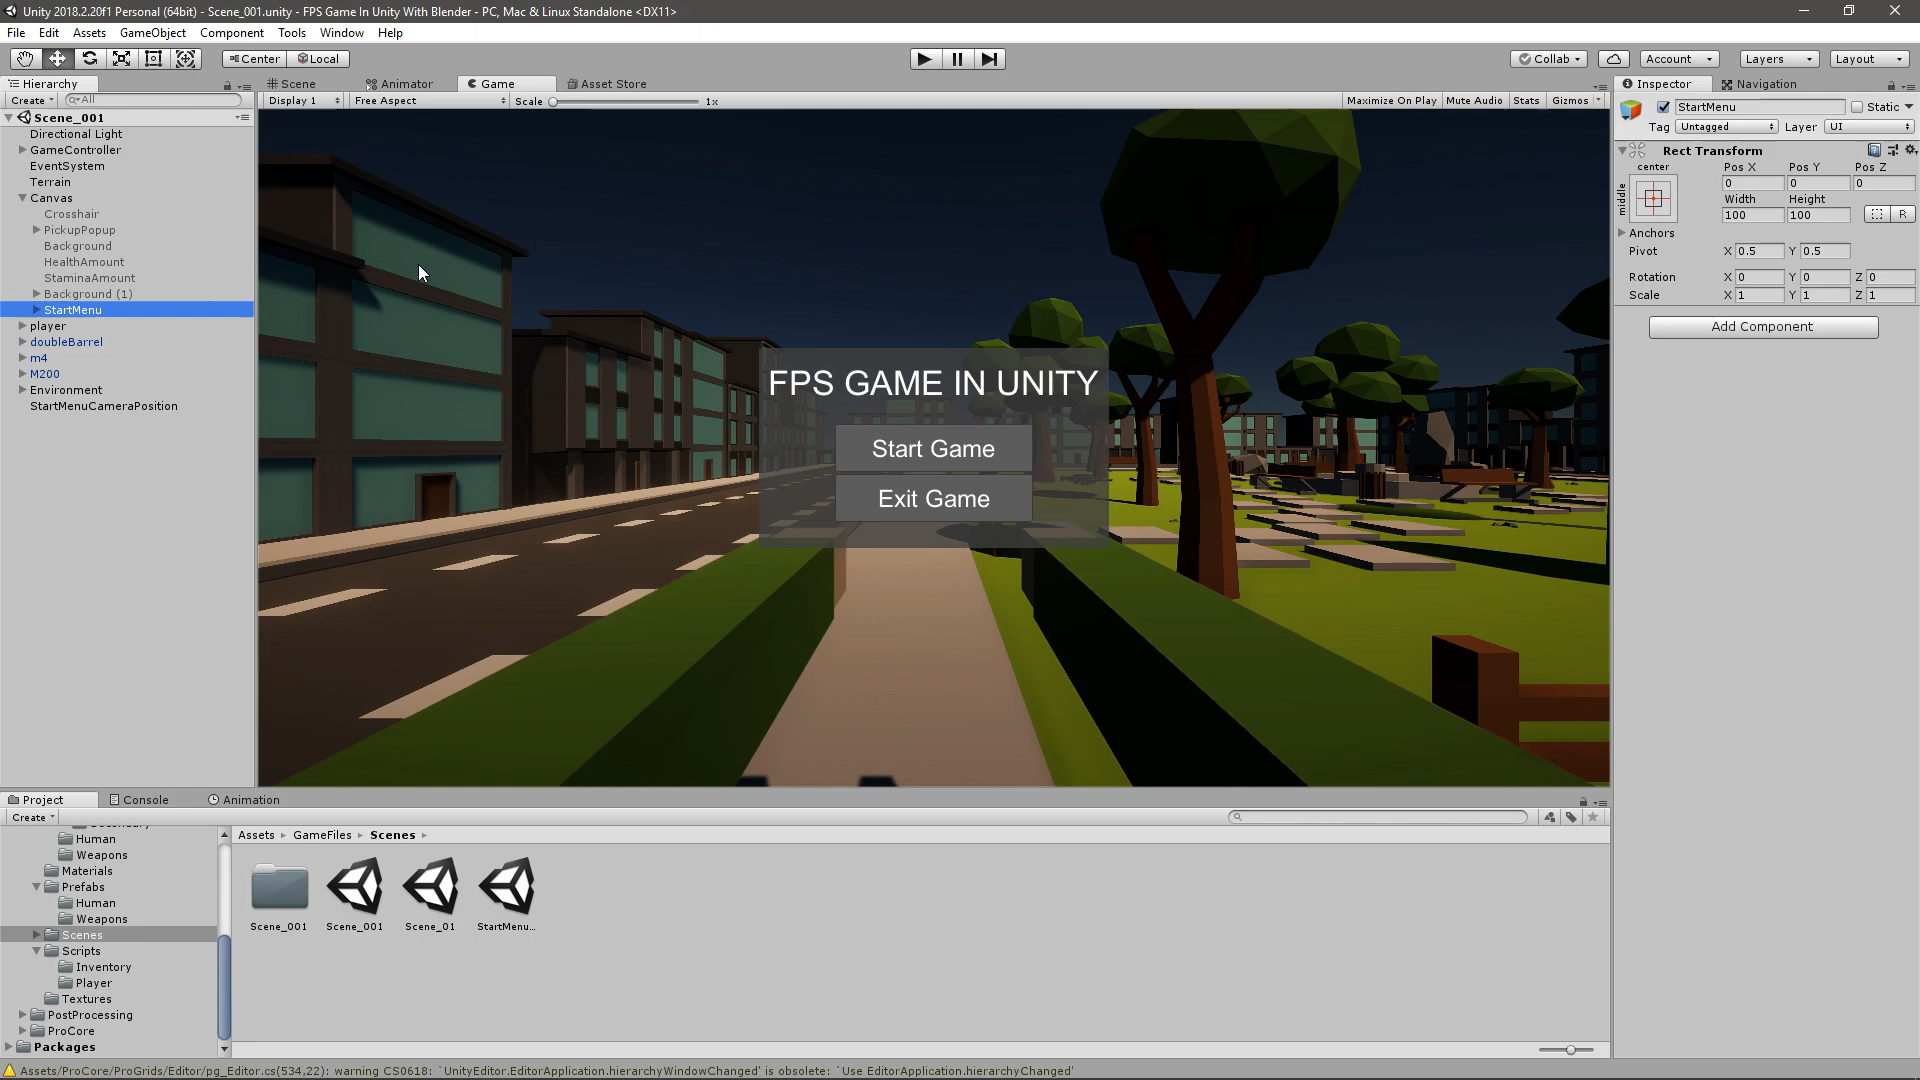 Unity 2018.2.20f1 Personal (64bit) - Scene_001.unity - FPS Game In Unity With Blender - PC, Mac & Linux Standalone <DX11>
File Edit Assets GameObject Component Tools Window Help
Center Local Collab Account Layers Layout
Hierarchy
Create All
Scene_001
Directional Light
GameController
EventSystem
Terrain
Canvas
Crosshair
PickupPopup
Background
HealthAmount
StaminaAmount
Background (1)
StartMenu
player
doubleBarrel
m4
M200
Environment
StartMenuCameraPosition
Scene Animator Game Asset Store
Display 1 Free Aspect Scale 1x Maximize On Play Mute Audio Stats Gizmos
FPS GAME IN UNITY
Start Game
Exit Game
Inspector Navigation
StartMenu Static
Tag Untagged Layer UI
Rect Transform
center Pos X Pos Y Pos Z
middle 0 0 0
Width Height
100 100 R
Anchors
Pivot X 0.5 Y 0.5
Rotation X 0 Y 0 Z 0
Scale X 1 Y 1 Z 1
Add Component
Project Console Animation
Create
Human
Weapons
Materials
Prefabs
Human
Weapons
Scenes
Scripts
Inventory
Player
Textures
PostProcessing
ProCore
Packages
Assets GameFiles Scenes
Scene_001 Scene_001 Scene_01 StartMenu...
Assets/ProCore/ProGrids/Editor/pg_Editor.cs(534,22): warning CS0618: `UnityEditor.EditorApplication.hierarchyWindowChanged' is obsolete: `Use EditorApplication.hierarchyChanged'